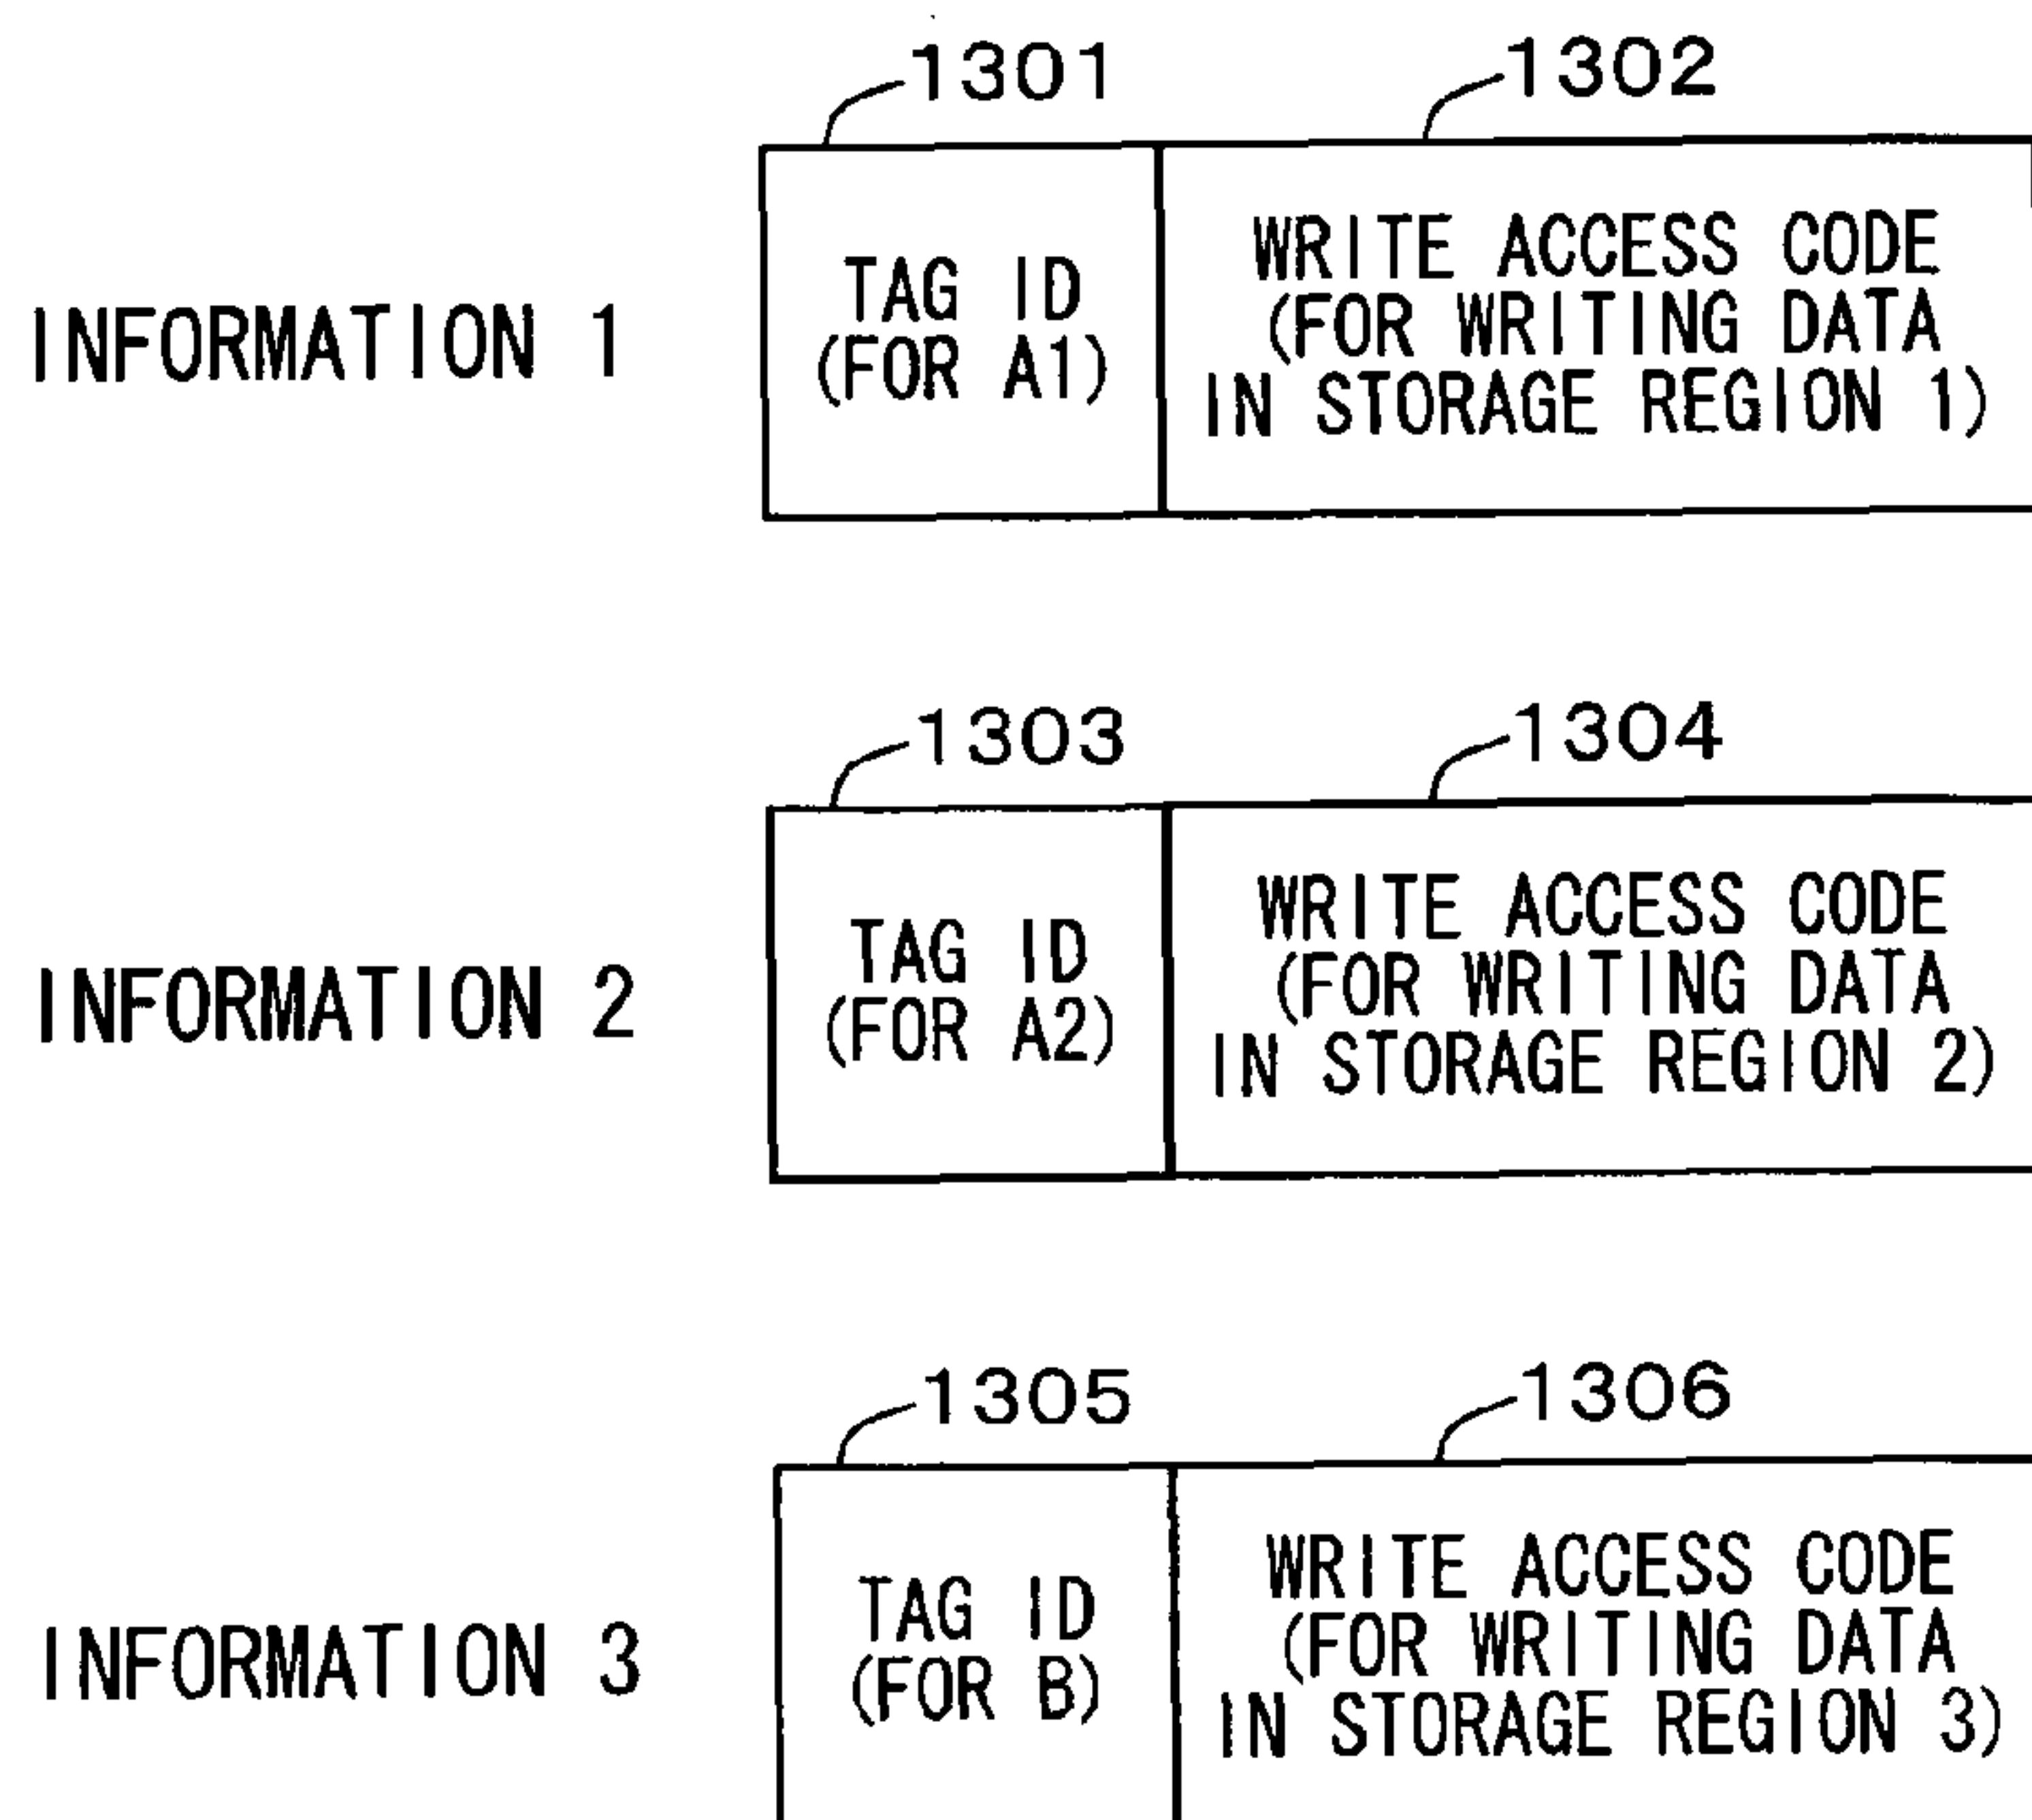 1301
1302
INFORMATION 1
TAG ID
(FOR A1)
WRITE ACCESS CODE
(FOR WRITING DATA
IN STORAGE REGION 1)
1303
1304
INFORMATION 2
TAG ID
(FOR A2)
WRITE ACCESS CODE
(FOR WRITING DATA
IN STORAGE REGION 2)
1305
1306
INFORMATION 3
TAG ID
(FOR B)
WRITE ACCESS CODE
(FOR WRITING DATA
IN STORAGE REGION 3)